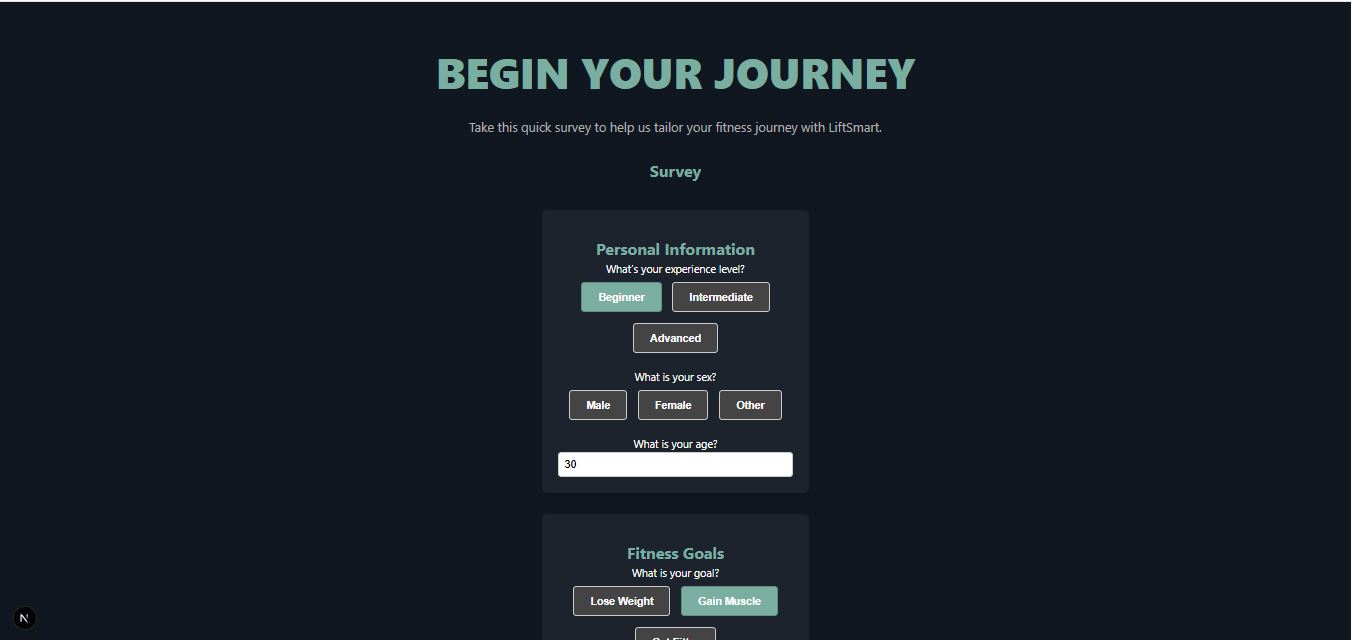 BEGIN YOUR JOURNEY
Take this quick survey to help us tailor your fitness journey with LiftSmart.
Survey
Personal Information
What's your experience level?
Beginner Intermediate
Advanced
What is your sex?
Male Female Other
What is your age?
30
Fitness Goals
What is your goal?
Lose Weight Gain Muscle
N